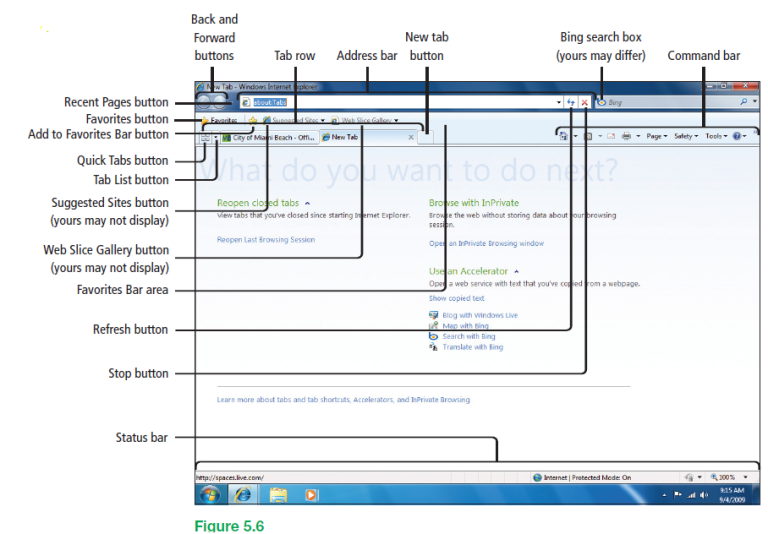 Back and
Forward
buttons
Tab row
Address bar
New tab
button
Bing search box
(yours may differ)
Command bar
Recent Pages button
Favorites button
Add to Favorites Bar button
Quick Tabs button
Tab List button
Suggested Sites button
(yours may not display)
Web Slice Gallery button
(yours may not display)
Favorites Bar area
Refresh button
Stop button
Status bar
New Tab - Windows Internet Explorer
about:Tabs
Bing
Favorites
Suggested Sites
Web Slice Gallery
City of Miami Beach - Offi...
New Tab
X
Page
Safety
Tools
What do you want to do next?
Reopen closed tabs
View tabs that you've closed since starting Internet Explorer.
Reopen Last Browsing Session
Browse with InPrivate
Browse the web without storing data about your browsing
session.
Open an InPrivate Browsing window
Use an Accelerator
Open a web service with text that you've copied from a webpage.
Show copied text
Blog with Windows Live
Map with Bing
Search with Bing
Translate with Bing
Learn more about tabs and tab shortcuts, Accelerators, and InPrivate Browsing
http://spaces.live.com/
Internet | Protected Mode: On
100%
9:15 AM
9/4/2009
Figure 5.6